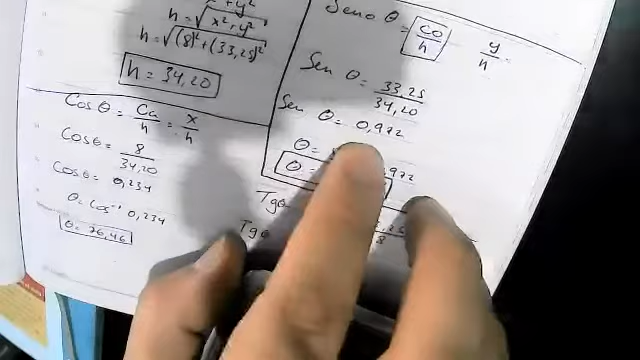 h = √x² + y²
h = √(8)² + (33,25)²
h = 34,20
Cosθ = Ca/h = x/h
Cosθ = 8/34,20
Cosθ = 0,234
θ = Cos⁻¹ 0,234
θ = 76,46
Seno θ = Co/h y/h =
Sen θ = 33,25/34,20
Sen θ = 0,972
θ =
θ =
Tgθ
Tgθ
8